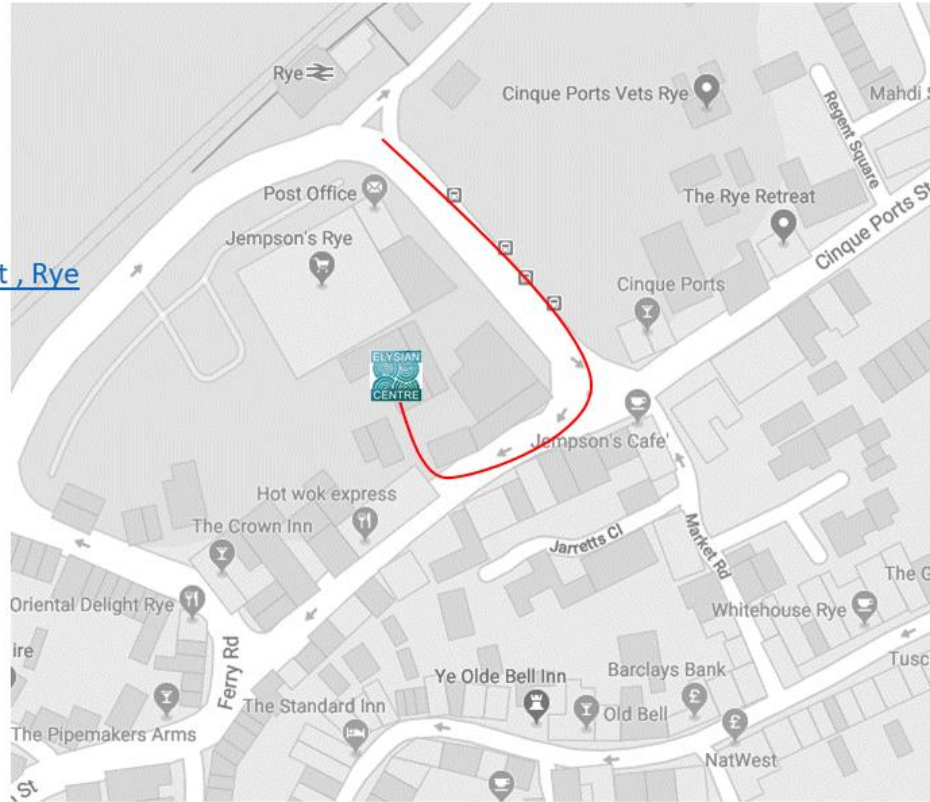 Rye
Cinque Ports Vets Rye
Mahdi
Regent Square
Post Office
The Rye Retreat
Jempson's Rye
Cinque Ports St
t , Rye
Cinque Ports
ELYSIAN
CENTRE
Jempson's Cafe'
Hot wok express
The Crown Inn
Jarretts Cl
Market Rd
The G
Oriental Delight Rye
Whitehouse Rye
ire
Ferry Rd
Ye Olde Bell Inn
Barclays Bank
Tusc
The Standard Inn
Old Bell
The Pipemakers Arms
NatWest
St